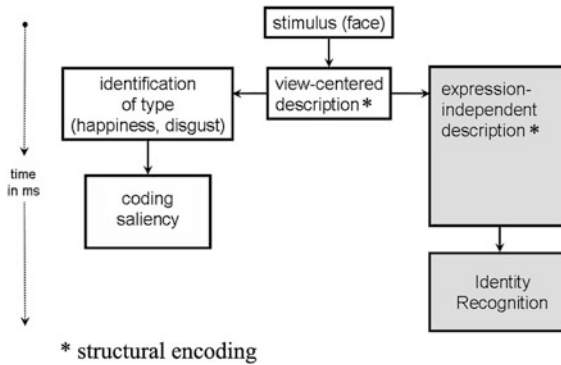 stimulus (face)
identification
of type
(happiness, disgust)
view-centered
description *
expression-
independent
description *
time
in ms
coding
saliency
Identity
Recognition
* structural encoding